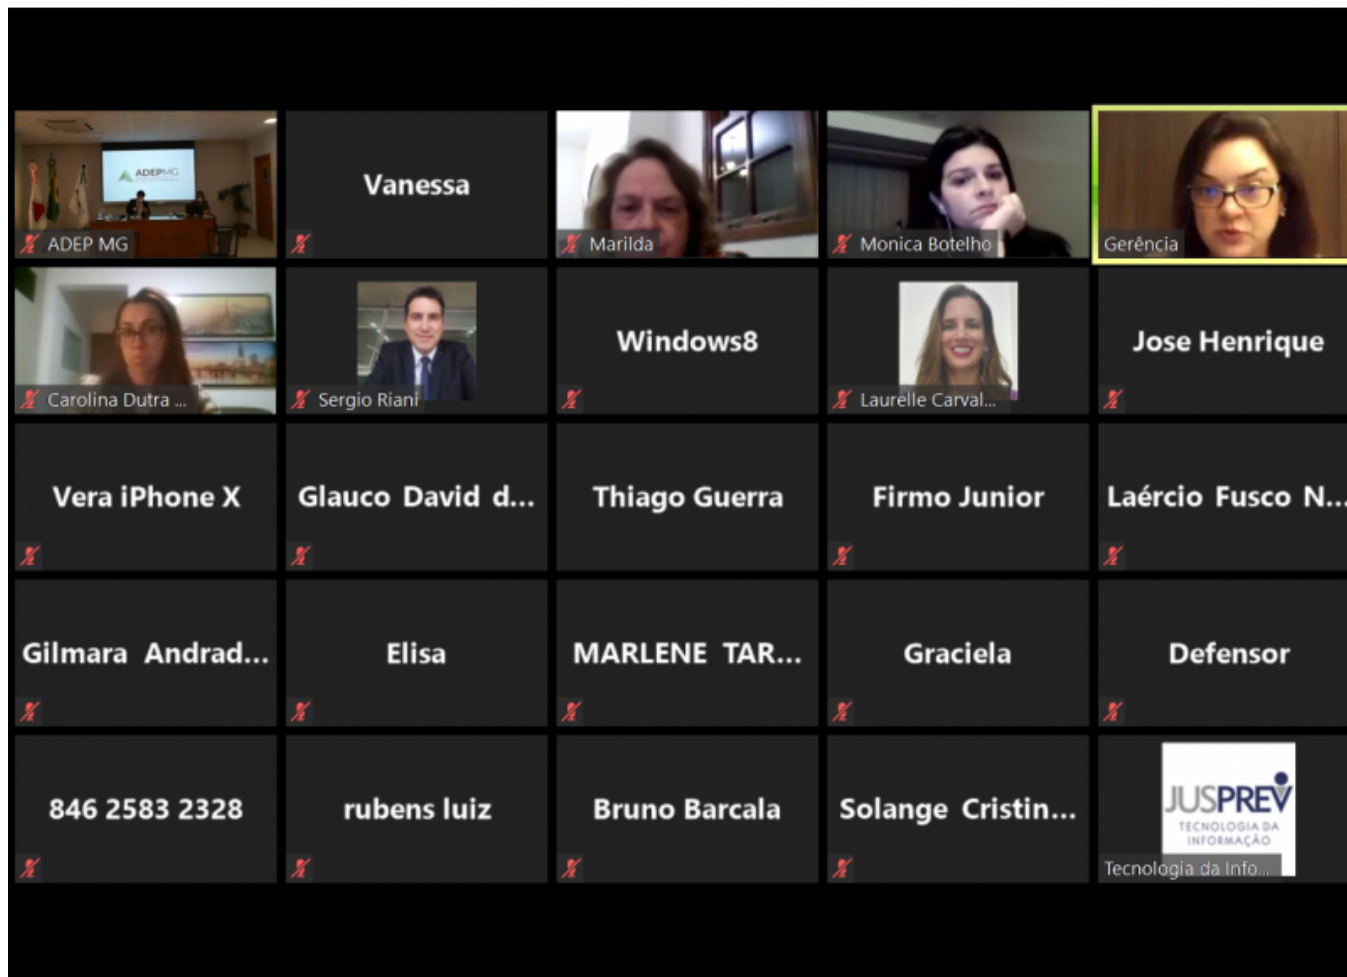 ADEPMG
ADEP MG
Vanessa
Marilda
Monica Botelho
Gerência
Carolina Dutra ...
Sergio Riani
Windows8
Laurelle Carval...
Jose Henrique
Vera iPhone X
Glauco David d...
Thiago Guerra
Firmo Junior
Laércio Fusco N...
Gilmara Andrad...
Elisa
MARLENE TAR...
Graciela
Defensor
846 2583 2328
rubens luiz
Bruno Barcala
Solange Cristin...
JUSPREV
TECNOLOGIA DA
INFORMAÇÃO
Tecnologia da Info...